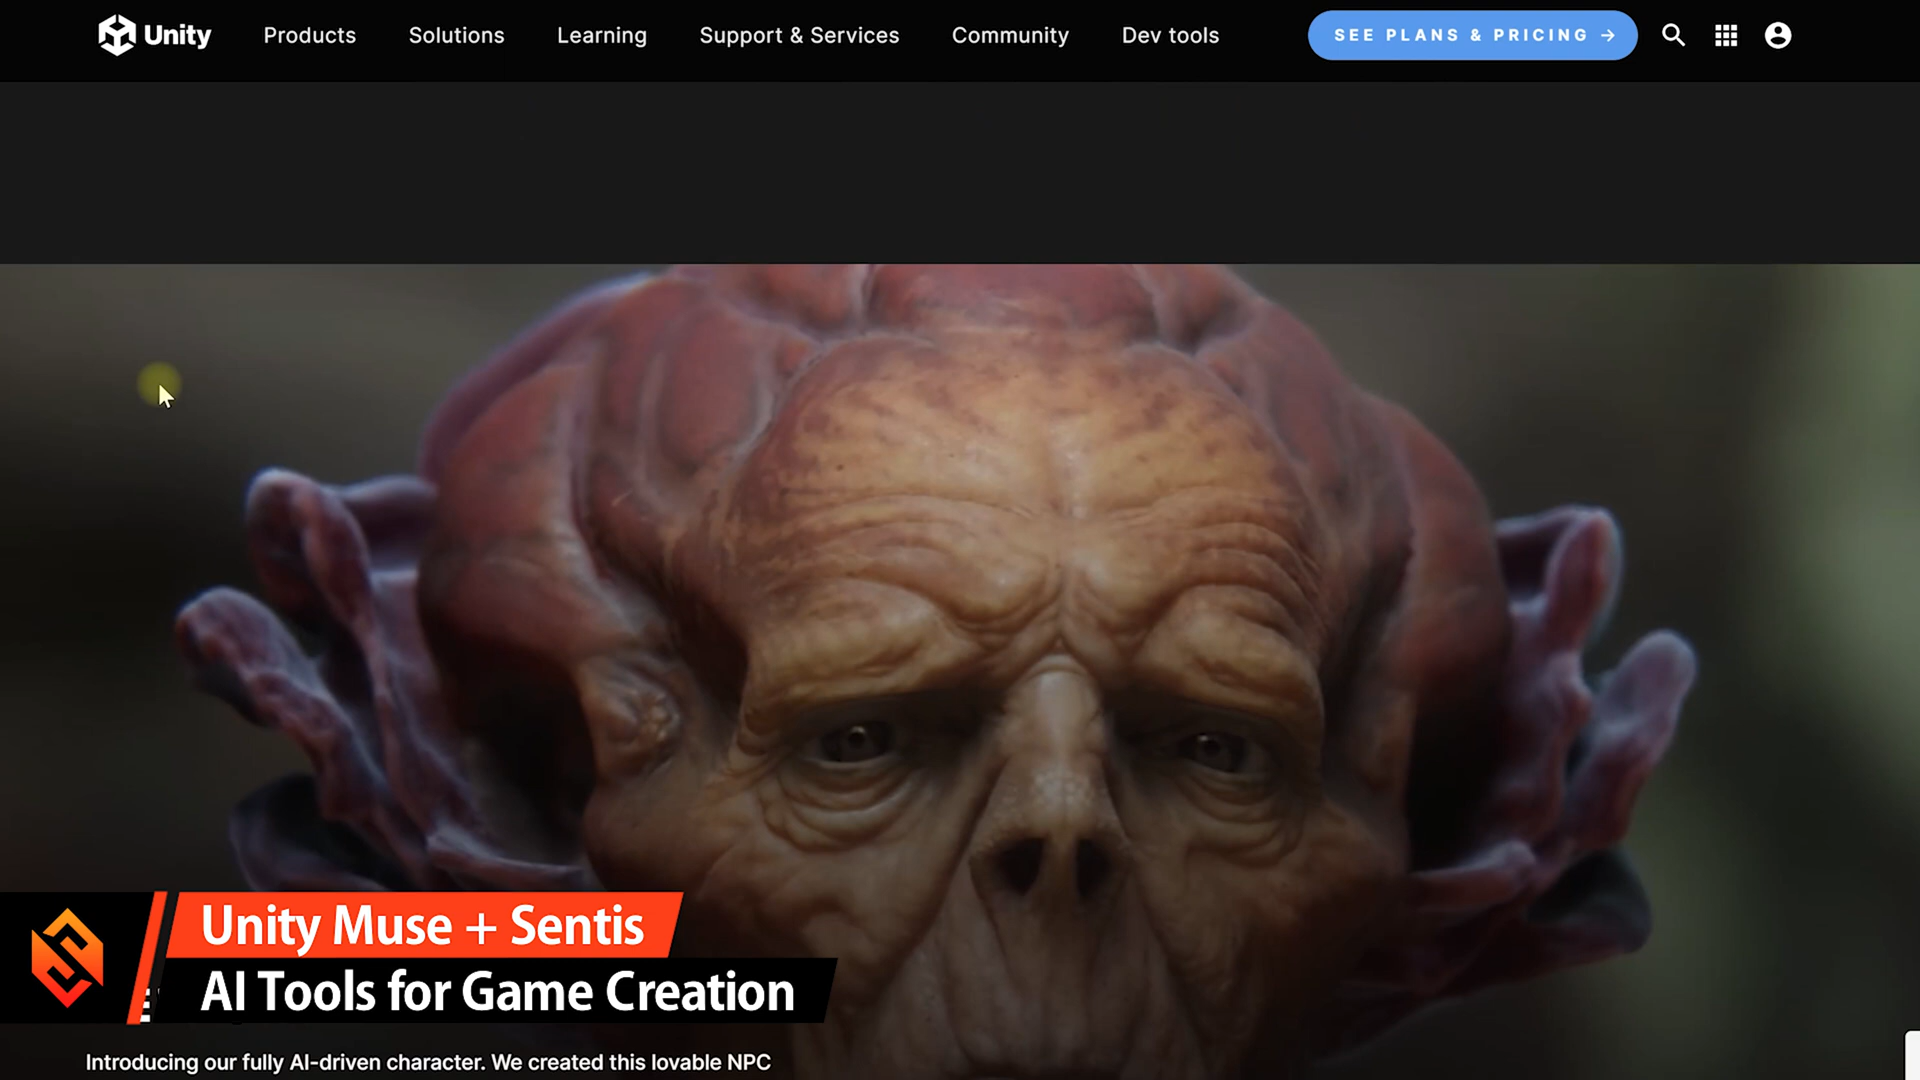 Unity Products Solutions Learning Support & Services Community Dev tools SEE PLANS & PRICING →
Unity Muse + Sentis
AI Tools for Game Creation
Introducing our fully AI-driven character. We created this lovable NPC